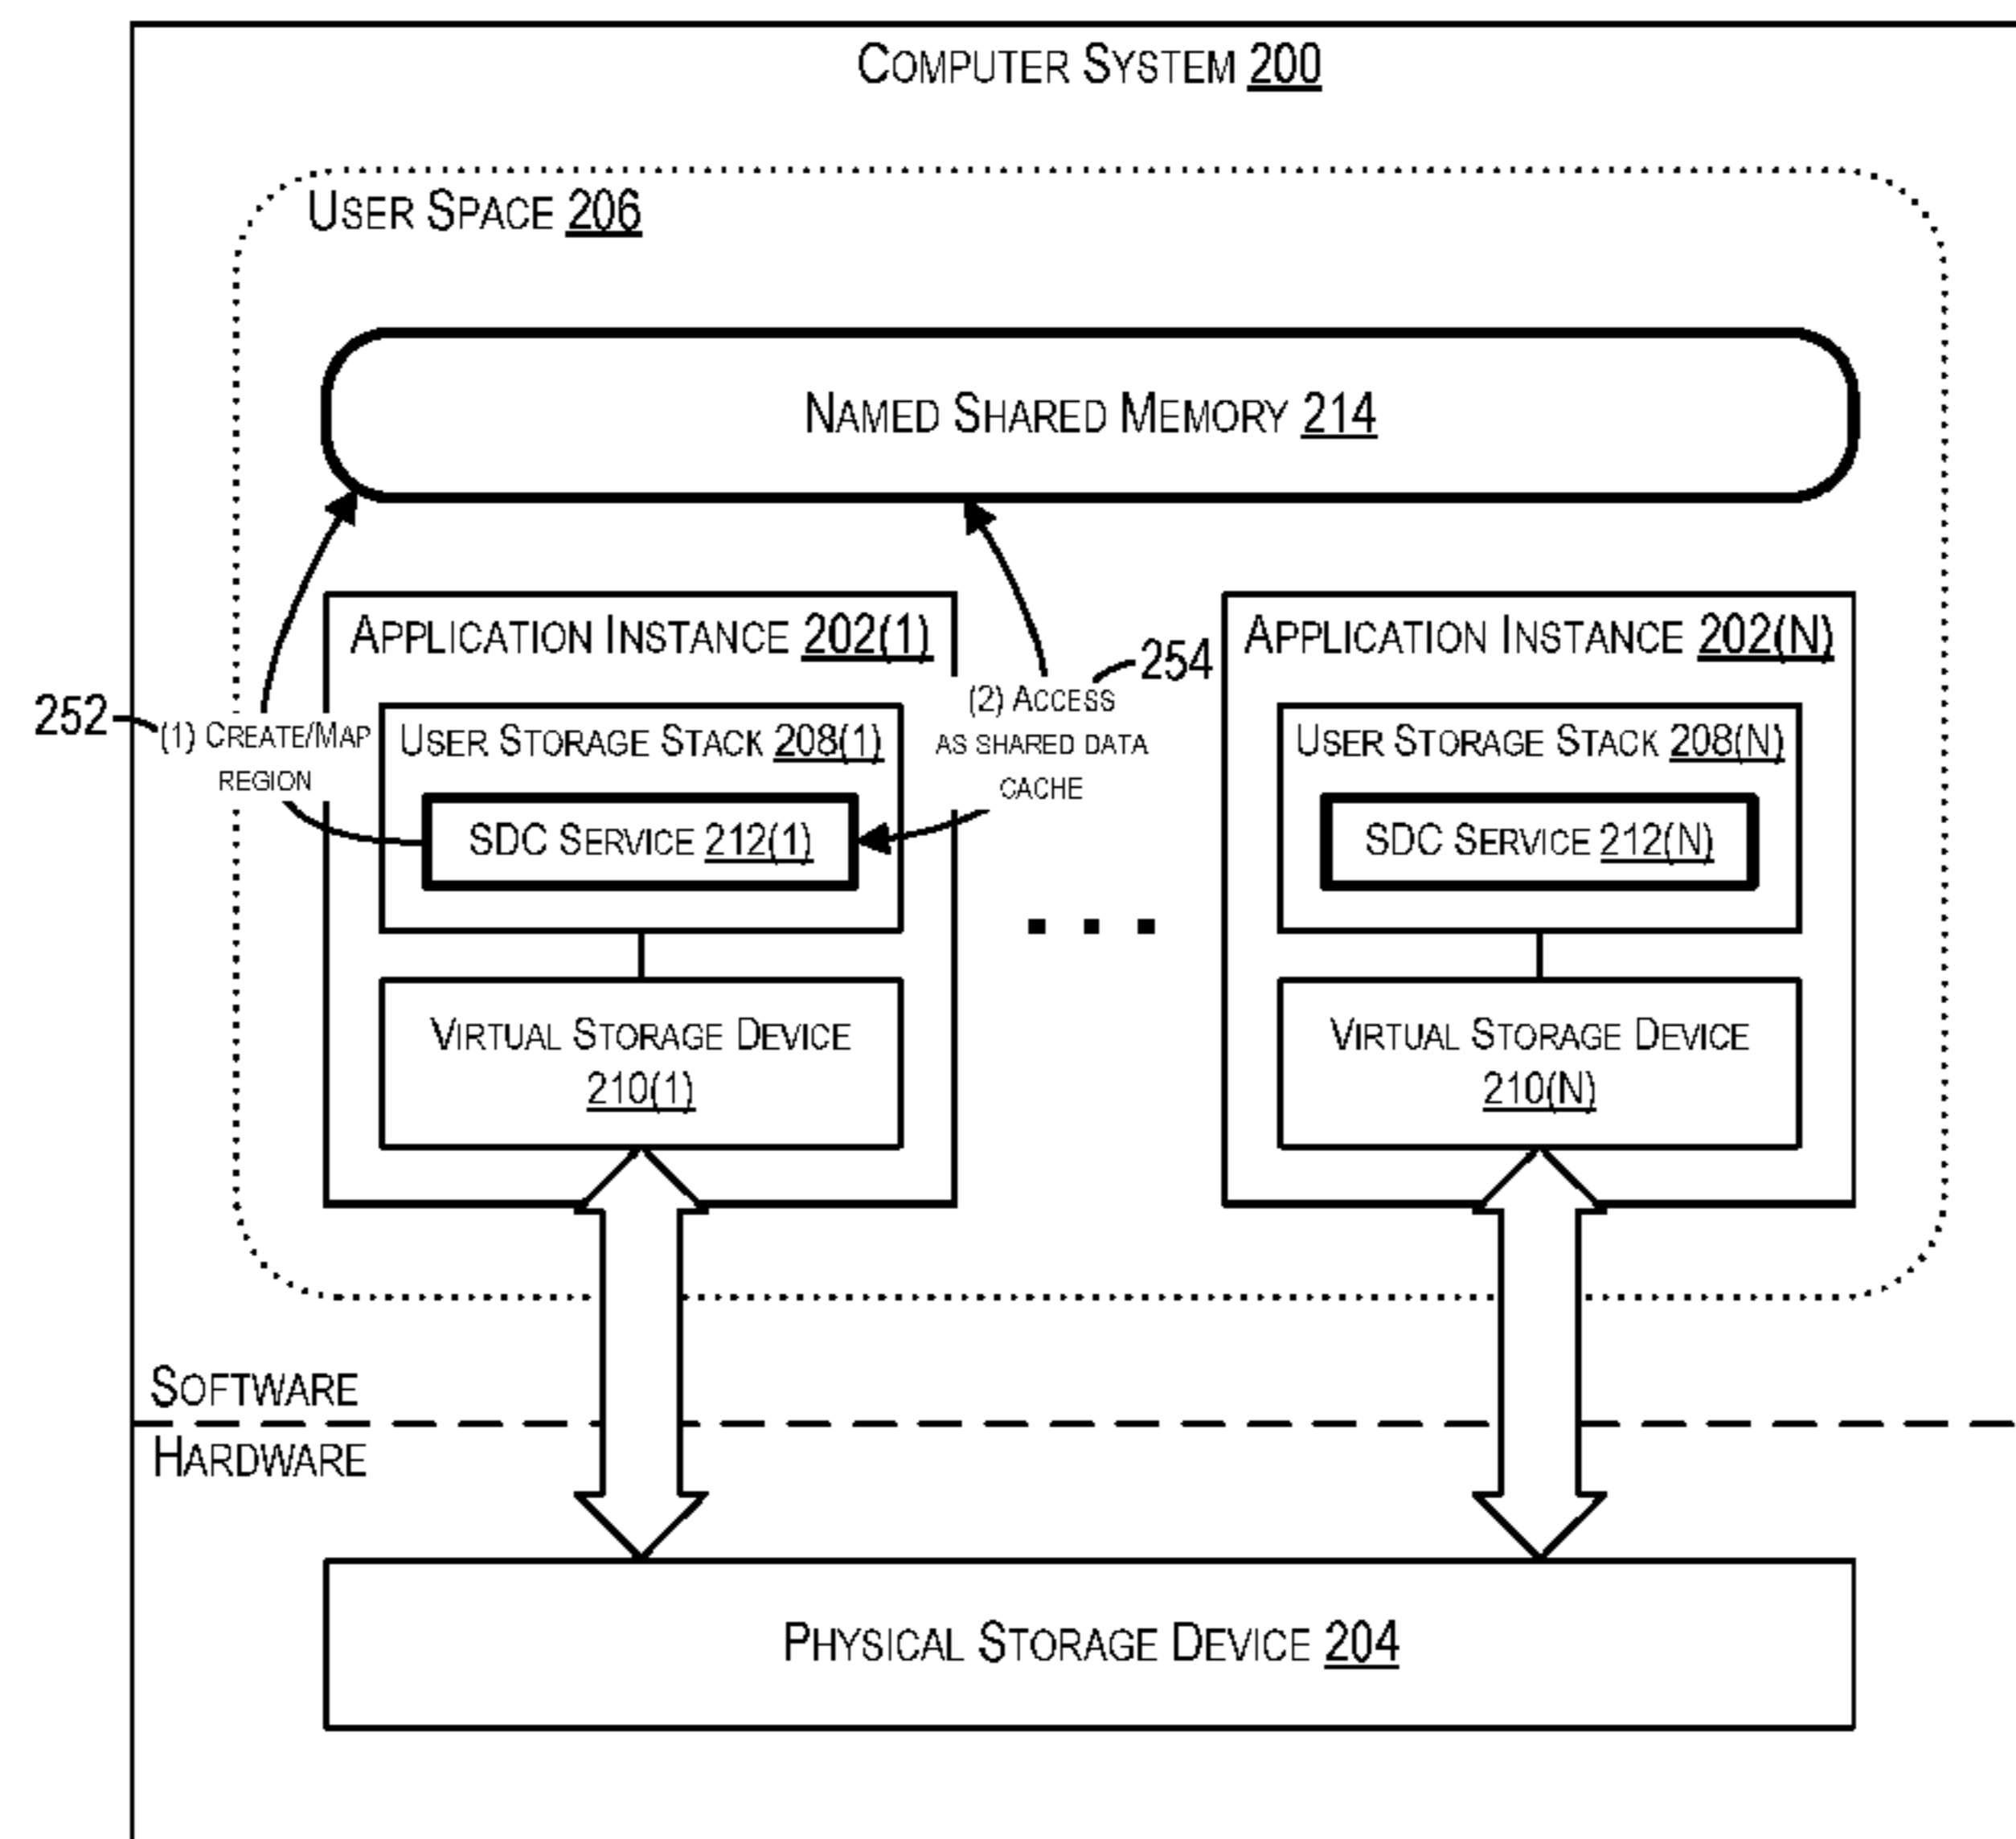 COMPUTER SYSTEM 200
USER SPACE 206
NAMED SHARED MEMORY 214
APPLICATION INSTANCE 202(1)
252
(1) CREATE/MAP
REGION
USER STORAGE STACK 208(1)
SDC SERVICE 212(1)
VIRTUAL STORAGE DEVICE
210(1)
254
(2) ACCESS
AS SHARED DATA
CACHE
. . .
APPLICATION INSTANCE 202(N)
USER STORAGE STACK 208(N)
SDC SERVICE 212(N)
VIRTUAL STORAGE DEVICE
210(N)
SOFTWARE
HARDWARE
PHYSICAL STORAGE DEVICE 204